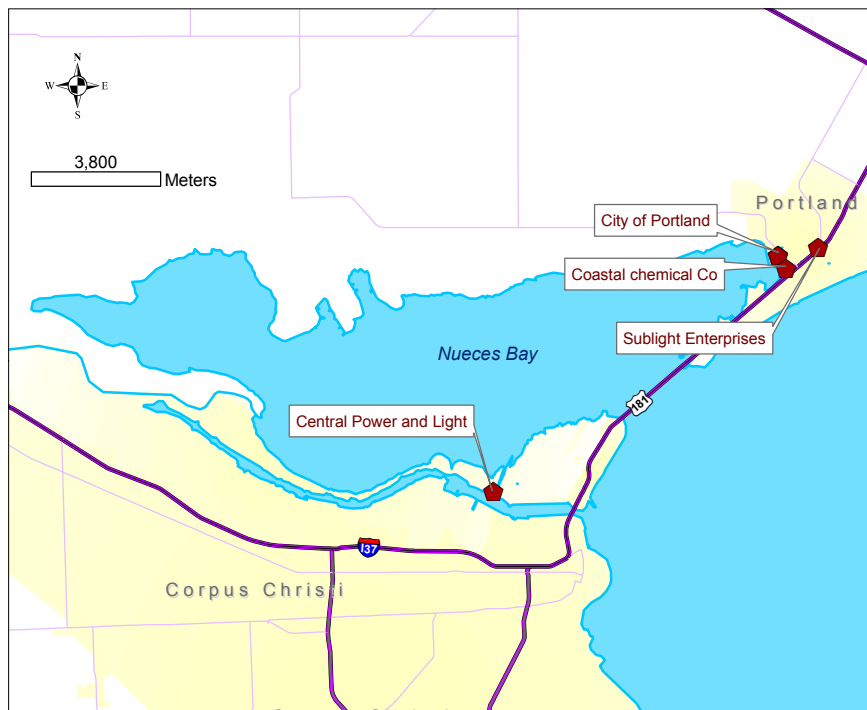 N
W E
S
3,800
Meters
Portland
City of Portland
Coastal chemical Co
Sublight Enterprises
Nueces Bay
181
Central Power and Light
I37
Corpus Christi